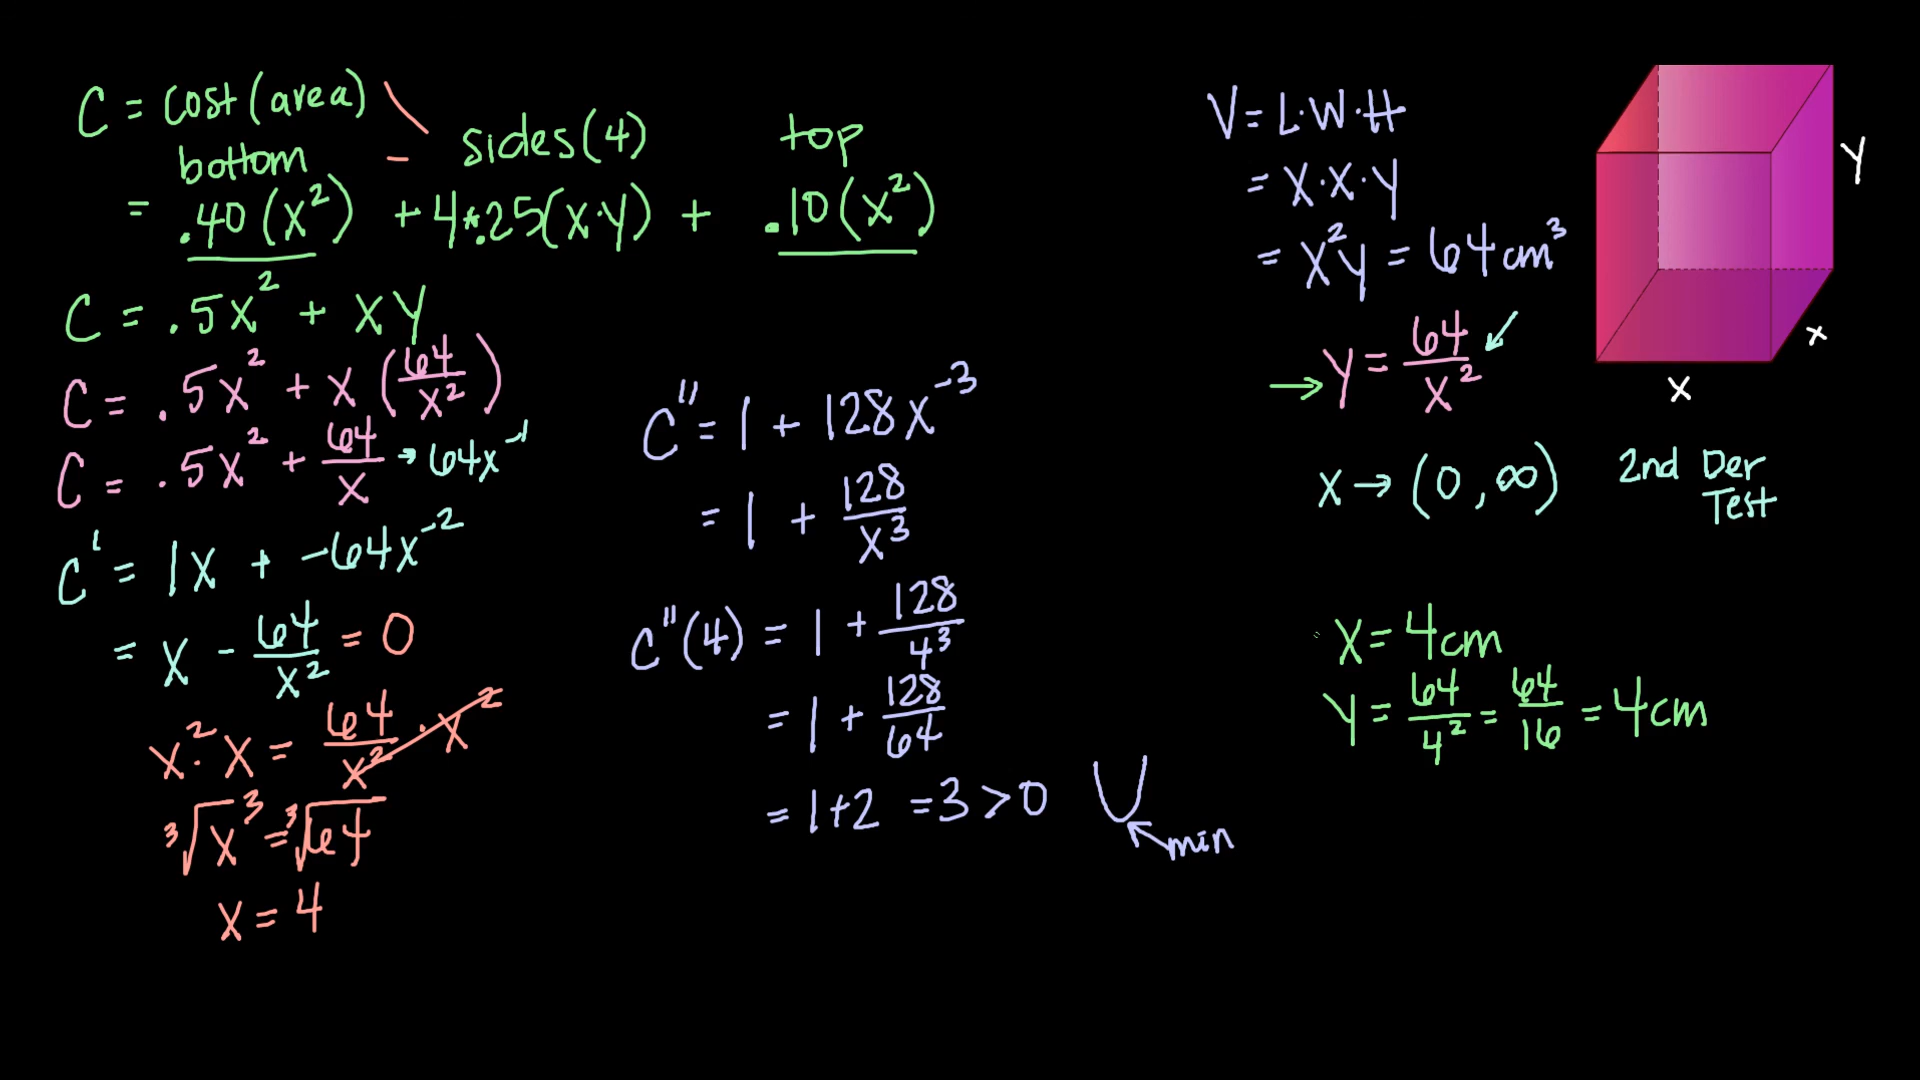 C = cost(area)
bottom sides(4) top
= .40(x²) + 4*.25(x·y) + .10(x²)
C = .5x² + xy
C = .5x² + x(64/x²)
C = .5x² + 64/x → 64x⁻¹
C' = 1x + -64x⁻²
= x - 64/x² = 0
x²·x = 64/x² · x²
³√x³ = ³√64
x = 4
C'' = 1 + 128x⁻³
= 1 + 128/x³
C''(4) = 1 + 128/4³
= 1 + 128/64
= 1+2 = 3 > 0
min
V = L·W·H
= x·x·y
= x²y = 64cm³
→ y = 64/x²
x → (0, ∞)
y
x
x
2nd Der
Test
x = 4cm
y = 64/4² = 64/16 = 4cm